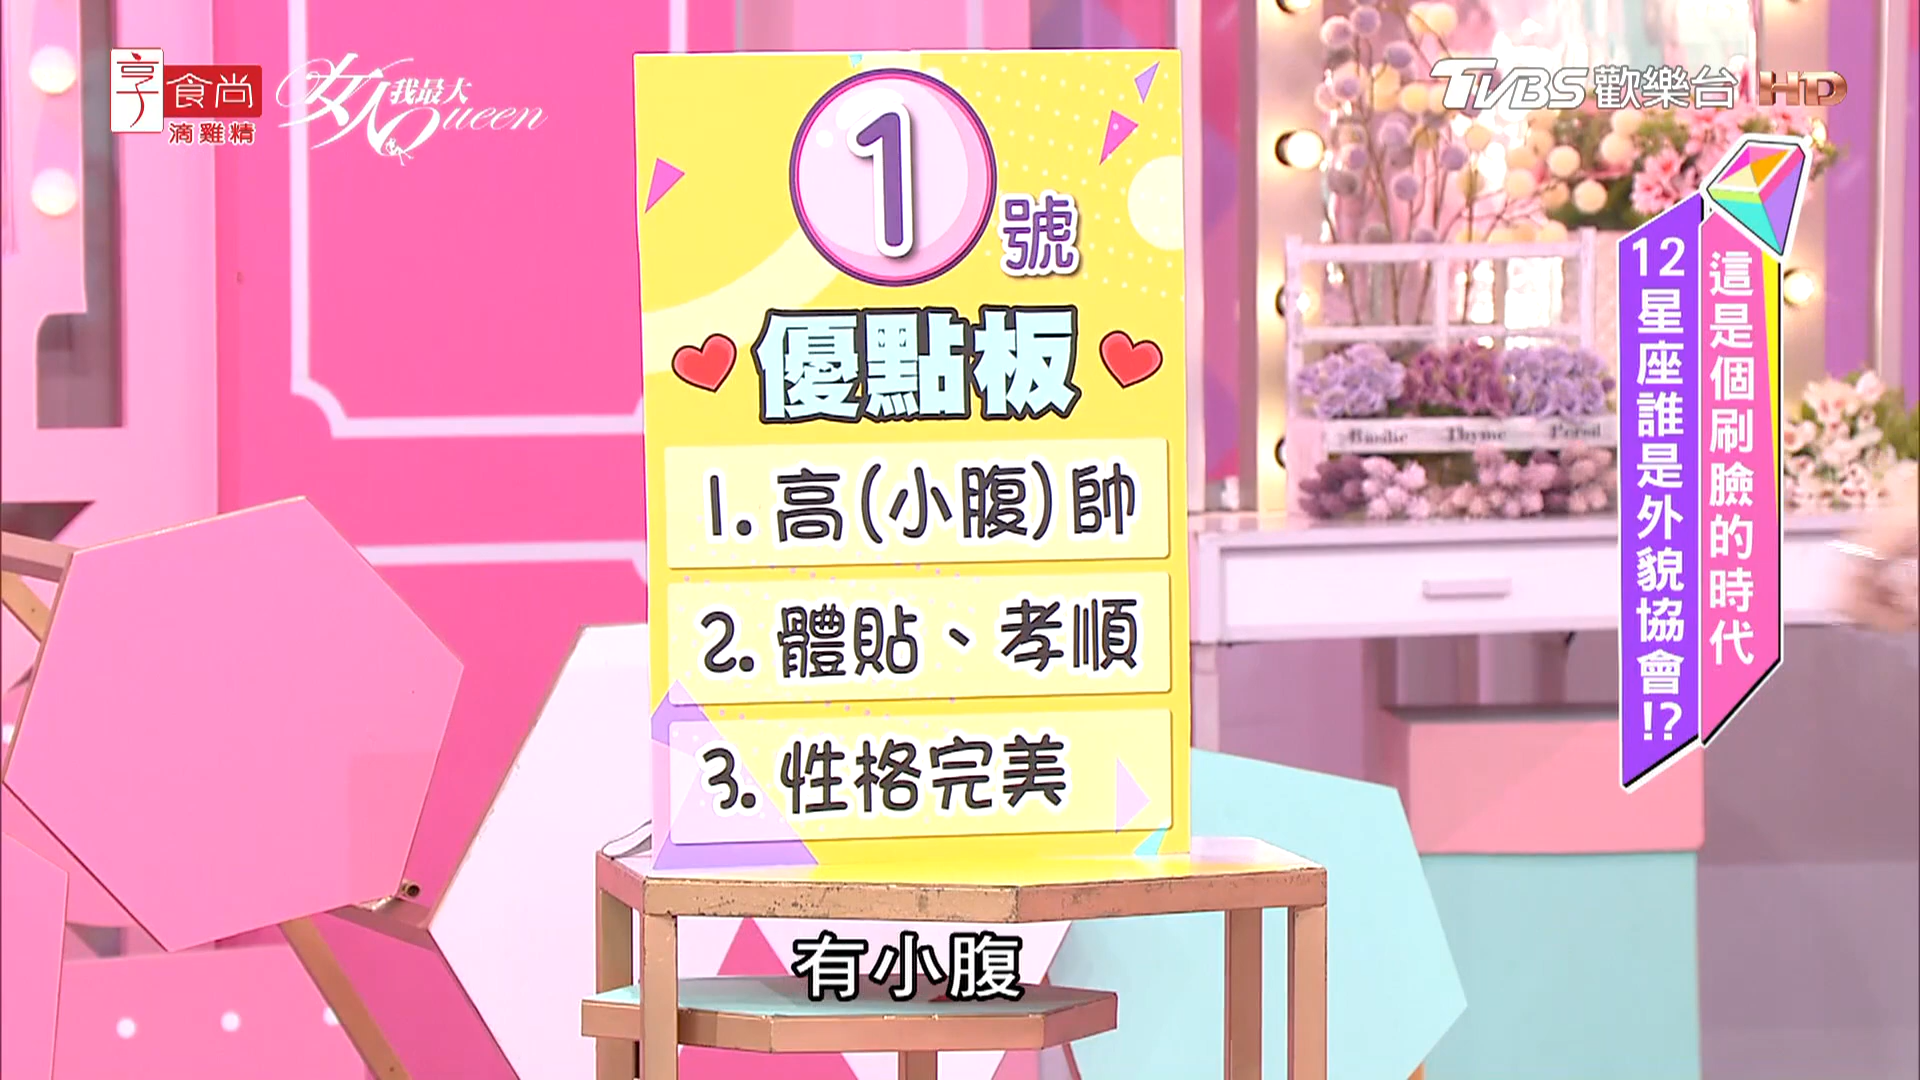 享
食尚
滴雞精
女人我最大
Queen
TVBS歡樂台 HD
1號
優點板
1.高(小腹)帥
2.體貼、孝順
3.性格完美
這是個刷臉的時代
12星座誰是外貌協會!?
Basilic Thyme Persil
有小腹